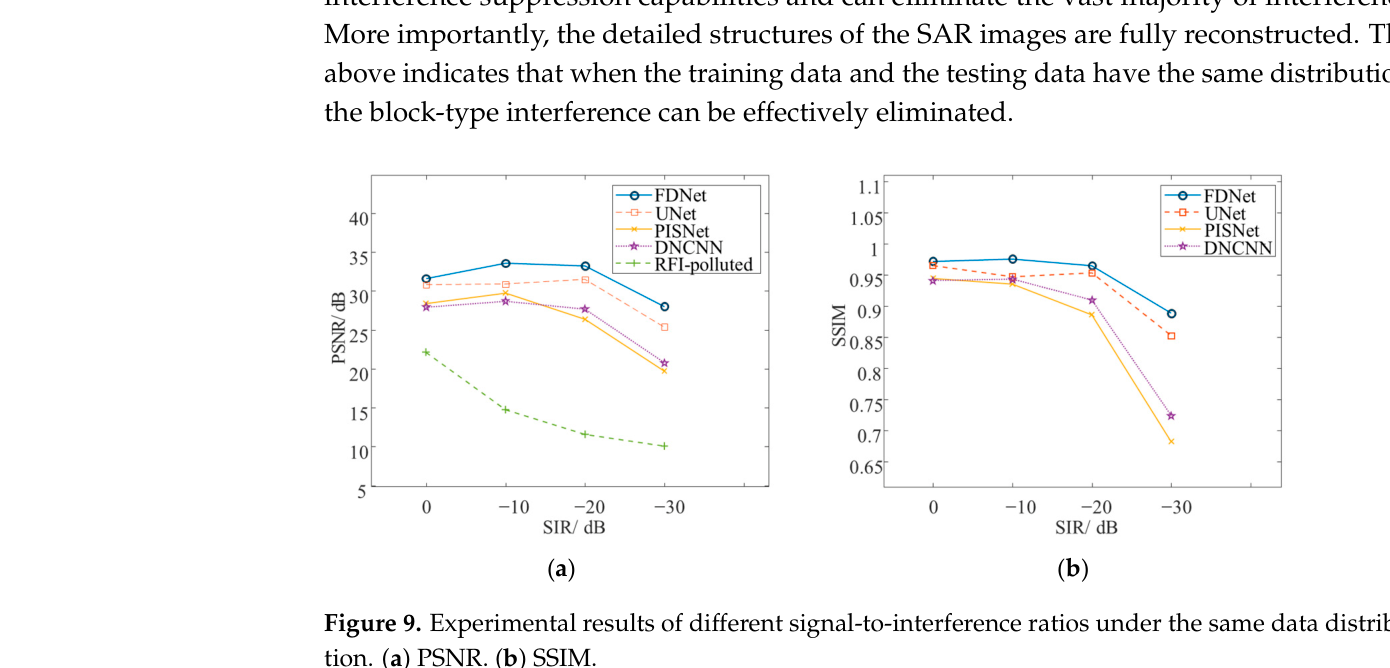 More importantly, the detailed structures of the SAR images are fully reconstructed.
above indicates that when the training data and the testing data have the same
the block-type interference can be effectively eliminated.
40
35
30
25
20
15
10
5
PSNR/ dB
FDNet
UNet
PISNet
DNCNN
RFI-polluted
0 −10 −20 −30
SIR/ dB
(a)
1.1
1.05
1
0.95
0.9
0.85
0.8
0.75
0.7
0.65
SSIM
FDNet
UNet
PISNet
DNCNN
0 −10 −20 −30
SIR/ dB
(b)
Figure 9. Experimental results of different signal-to-interference ratios under the same data distribu-
tion. (a) PSNR. (b) SSIM.